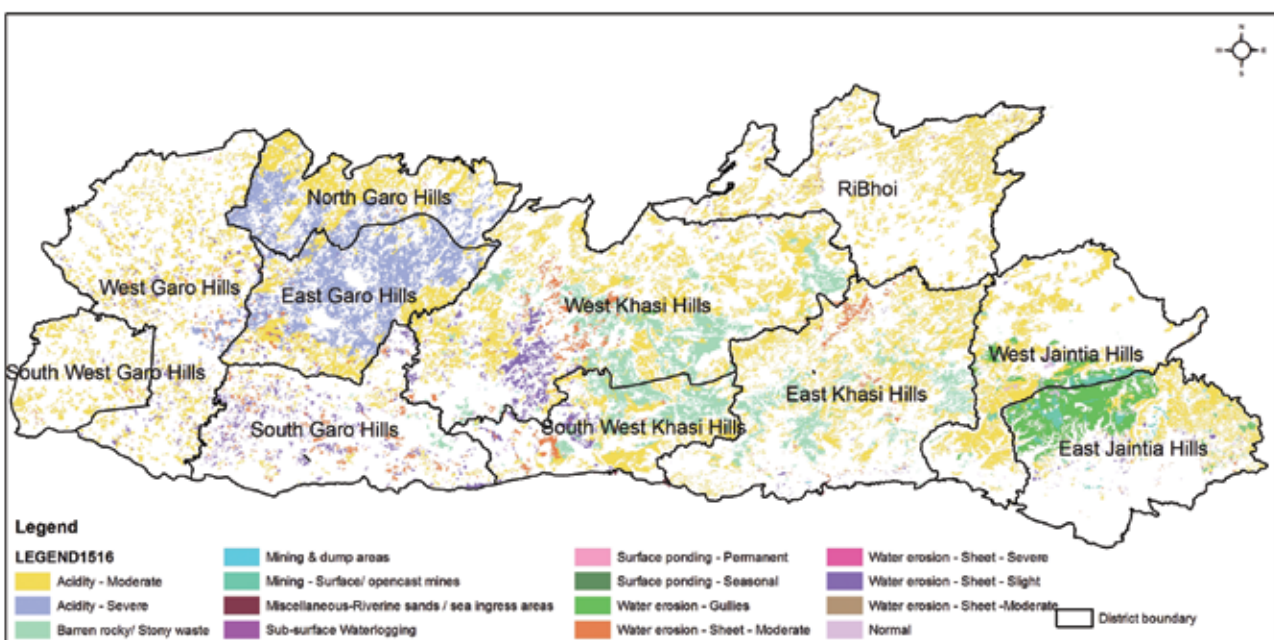 N
E
S
RiBhoi
North Garo Hills
West Garo Hills
East Garo Hills
West Khasi Hills
South West Garo Hills
West Jaintia Hills
East Khasi Hills
South Garo Hills
South West Khasi Hills
East Jaintia Hills
Legend
LEGEND1516
Acidity - Moderate
Acidity - Severe
Barren rocky/ Stony waste
Mining & dump areas
Mining - Surface/ opencast mines
Miscellaneous-Riverine sands / sea ingress areas
Sub-surface Waterlogging
Surface ponding - Permanent
Surface ponding - Seasonal
Water erosion - Gullies
Water erosion - Sheet - Moderate
Water erosion - Sheet - Severe
Water erosion - Sheet - Slight
Water erosion - Sheet -Moderate
Normal
District boundary